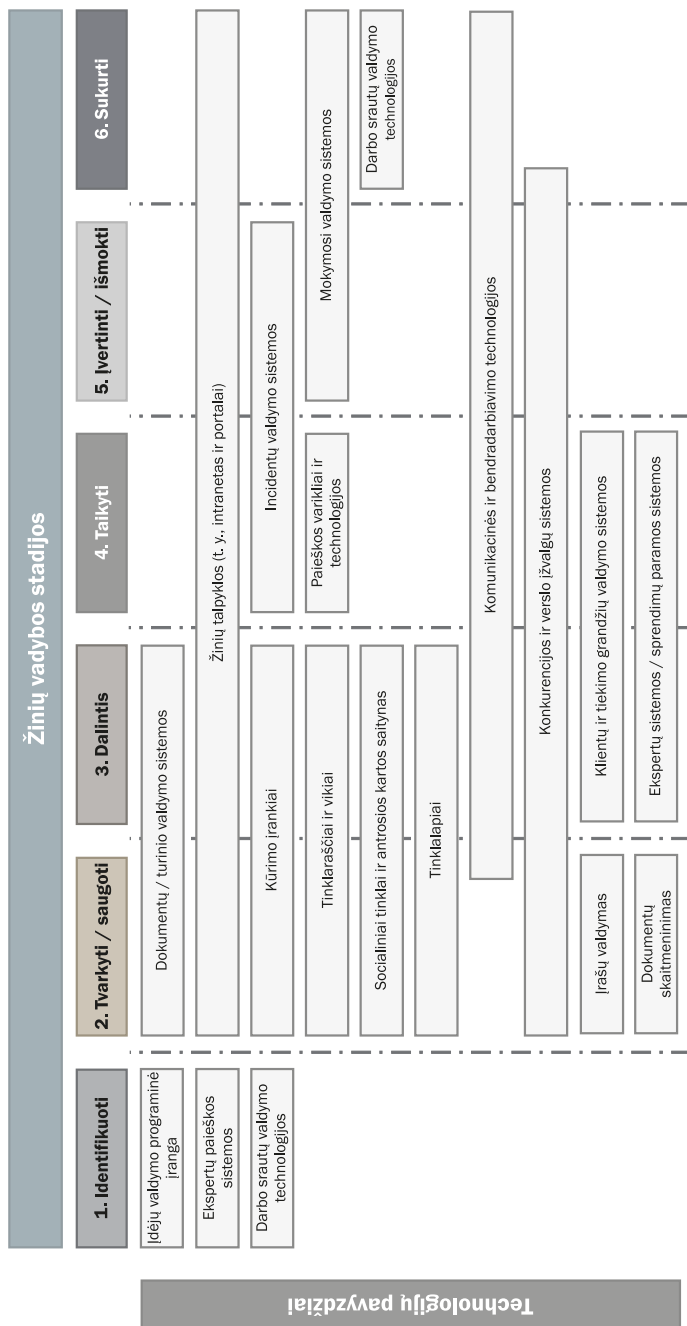 Žinių vadybos stadijos
1. Identifikuoti
2. Tvarkyti / saugoti
3. Dalintis
4. Taikyti
5. Įvertinti / išmokti
6. Sukurti
Technologijų pavyzdžiai
Įdėjų valdymo programinė
įranga
Dokumentų / turinio valdymo sistemos
Ekspertų paieškos
sistemos
Žinių talpyklos (t. y., intranetas ir portalai)
Darbo srautų valdymo
technologijos
Kūrimo įrankiai
Incidentų valdymo sistemos
Tinklaraščiai ir vikiai
Paieškos varikliai ir
technologijos
Mokymosi valdymo sistemos
Socialiniai tinklai ir antrosios kartos saitynas
Darbo srautų valdymo
technologijos
Tinklalapiai
Komunikacinės ir bendradarbiavimo technologijos
Konkurencijos ir verslo įžvalgų sistemos
Įrašų valdymas
Klientų ir tiekimo grandžių valdymo sistemos
Dokumentų
skaitmeninimas
Ekspertų sistemos / sprendimų paramos sistemos